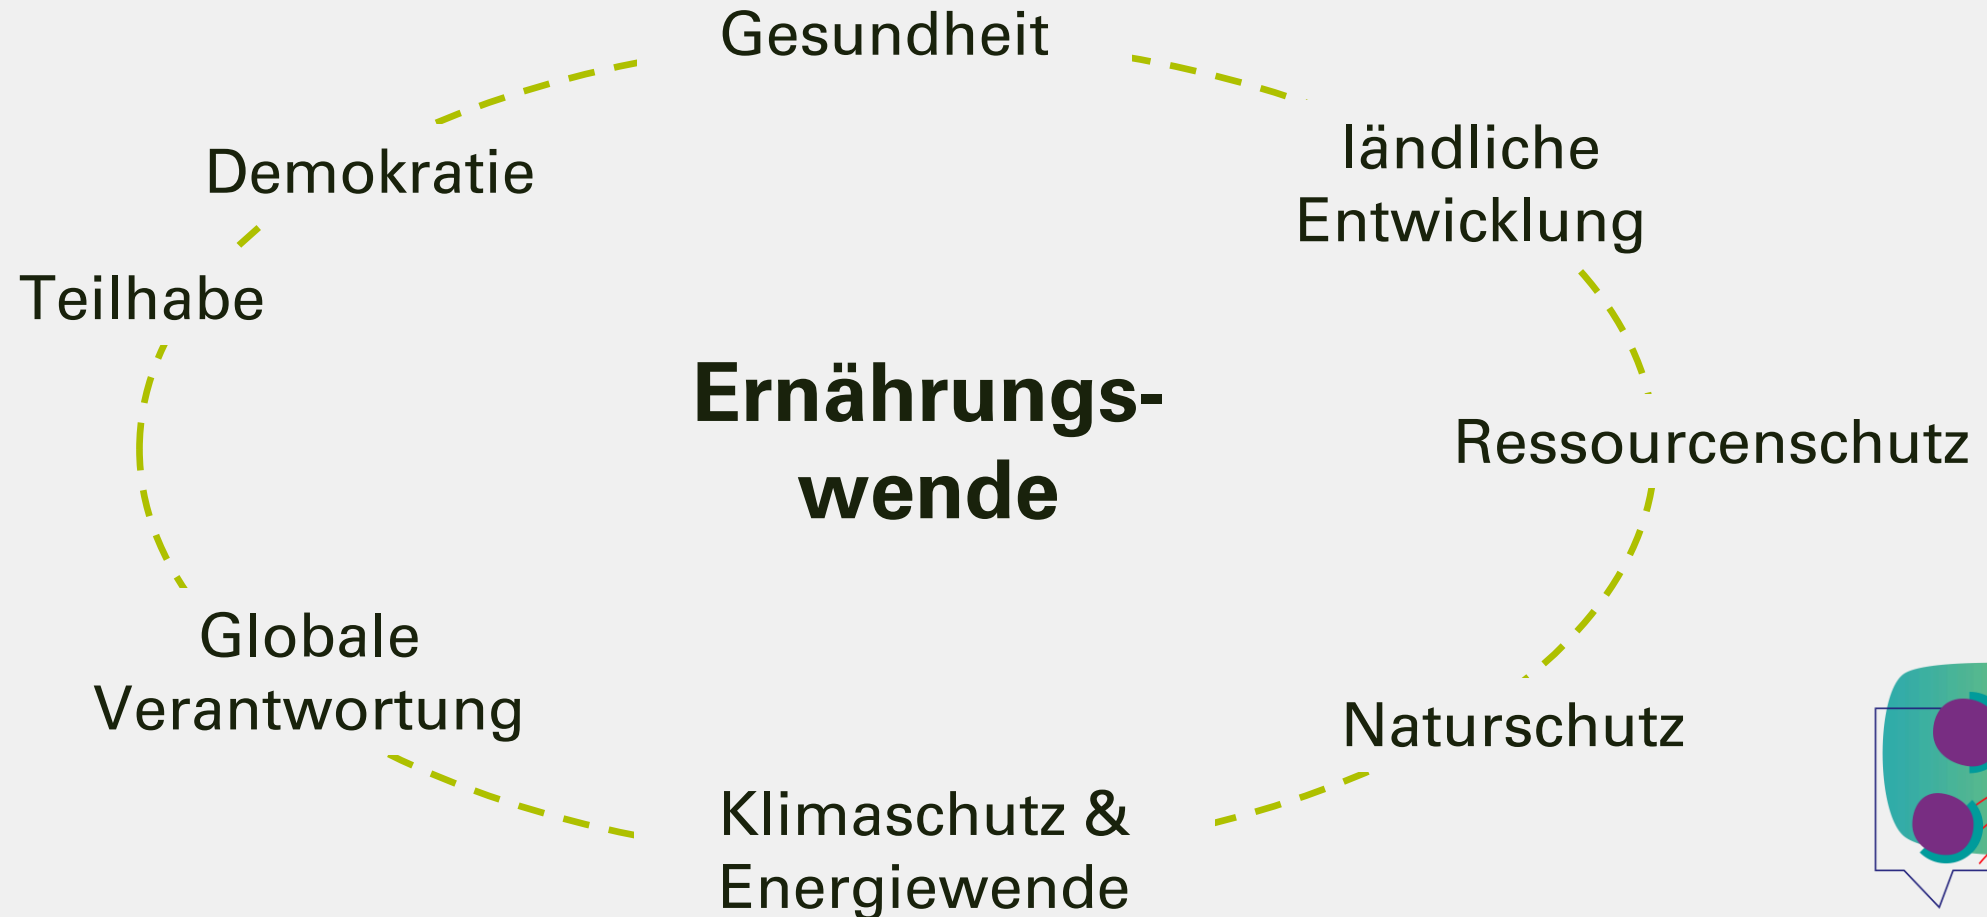 Gesundheit
ländliche
Entwicklung
Demokratie
Teilhabe
Ernährungs-
wende
Ressourcenschutz
Globale
Verantwortung
Naturschutz
Klimaschutz &
Energiewende